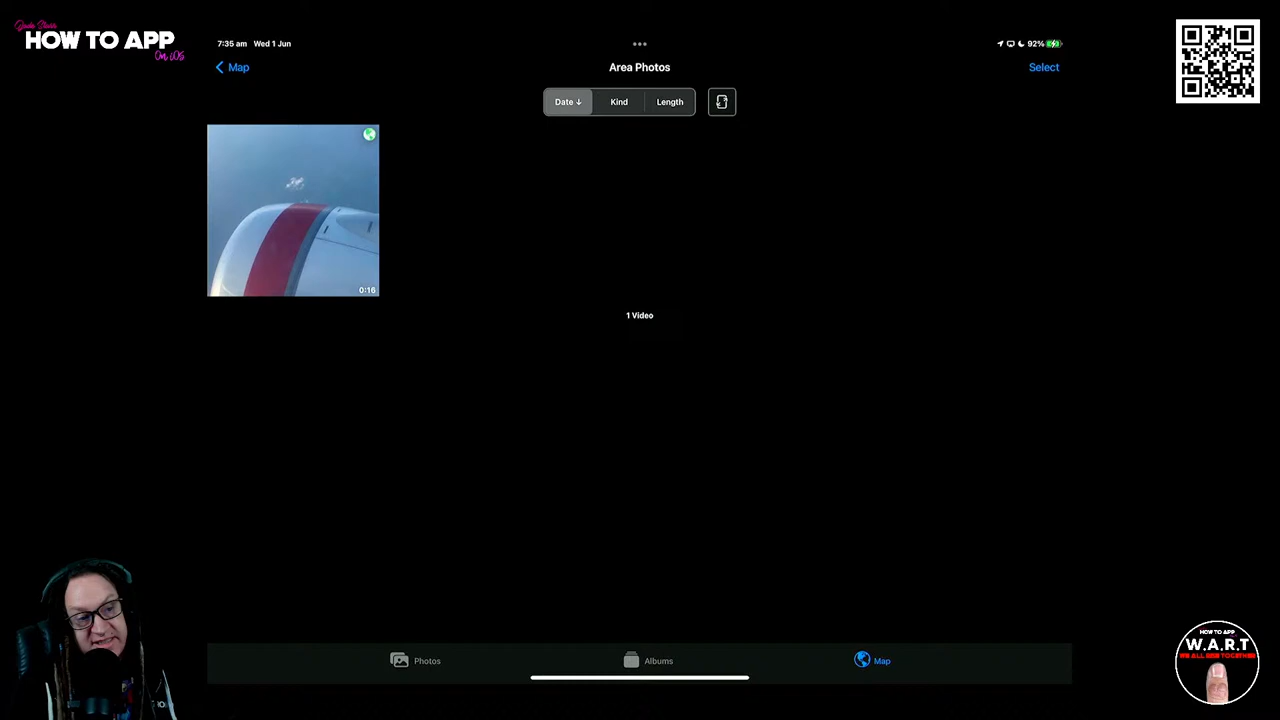 HOW TO APP
On iOS
7:35 am Wed 1 Jun
92%
Map
Area Photos
Select
Date ↓
Kind
Length
0:16
1 Video
Photos
Albums
Map
HOW TO APP
W.A.R.T